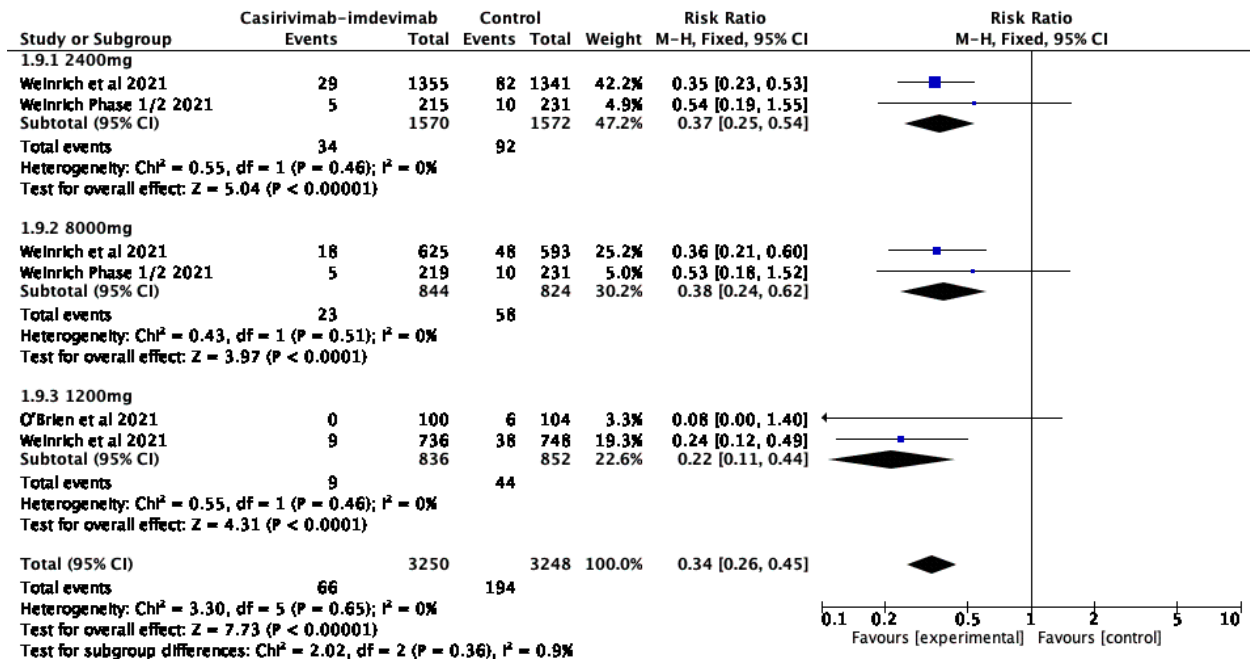 Casirivimab-imdevimab Control Risk Ratio Risk Ratio
Study or Subgroup Events Total Events Total Weight M-H, Fixed, 95% CI M-H, Fixed, 95% CI
1.9.1 2400mg
Weinrich et al 2021 29 1355 82 1341 42.2% 0.35 [0.23, 0.53]
Weinrich Phase 1/2 2021 5 215 10 231 4.9% 0.54 [0.19, 1.55]
Subtotal (95% CI) 1570 1572 47.2% 0.37 [0.25, 0.54]
Total events 34 92
Heterogeneity: Chi² = 0.55, df = 1 (P = 0.46); I² = 0%
Test for overall effect: Z = 5.04 (P < 0.00001)
1.9.2 8000mg
Weinrich et al 2021 18 625 48 593 25.2% 0.36 [0.21, 0.60]
Weinrich Phase 1/2 2021 5 219 10 231 5.0% 0.53 [0.18, 1.52]
Subtotal (95% CI) 844 824 30.2% 0.38 [0.24, 0.62]
Total events 23 58
Heterogeneity: Chi² = 0.43, df = 1 (P = 0.51); I² = 0%
Test for overall effect: Z = 3.97 (P < 0.0001)
1.9.3 1200mg
O'Brien et al 2021 0 100 6 104 3.3% 0.08 [0.00, 1.40]
Weinrich et al 2021 9 736 38 748 19.3% 0.24 [0.12, 0.49]
Subtotal (95% CI) 836 852 22.6% 0.22 [0.11, 0.44]
Total events 9 44
Heterogeneity: Chi² = 0.55, df = 1 (P = 0.46); I² = 0%
Test for overall effect: Z = 4.31 (P < 0.0001)
Total (95% CI) 3250 3248 100.0% 0.34 [0.26, 0.45]
Total events 66 194
Heterogeneity: Chi² = 3.30, df = 5 (P = 0.65); I² = 0%
Test for overall effect: Z = 7.73 (P < 0.00001)
Test for subgroup differences: Chi² = 2.02, df = 2 (P = 0.36), I² = 0.9%
0.1 0.2 0.5 1 2 5 10
Favours [experimental] Favours [control]